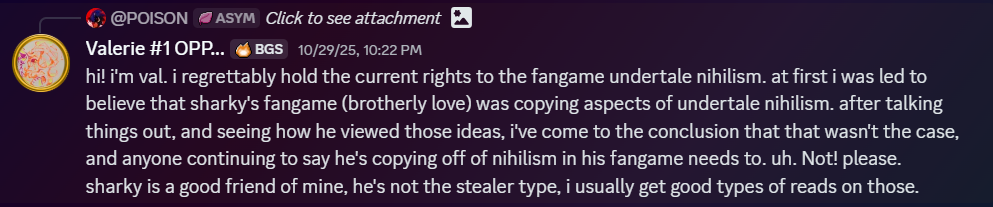 @POISON ASYM Click to see attachment
Valerie #1 OPP... BGS 10/29/25, 10:22 PM
hi! i'm val. i regrettably hold the current rights to the fangame undertale nihilism. at first i was led to
believe that sharky's fangame (brotherly love) was copying aspects of undertale nihilism. after talking
things out, and seeing how he viewed those ideas, i've come to the conclusion that that wasn't the case,
and anyone continuing to say he's copying off of nihilism in his fangame needs to. uh. Not! please.
sharky is a good friend of mine, he's not the stealer type, i usually get good types of reads on those.